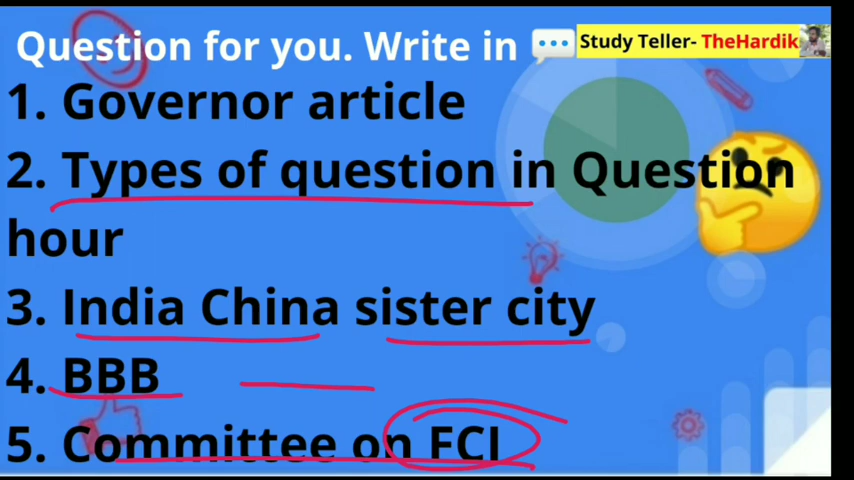 Question for you. Write in
Study Teller- TheHardik
1. Governor article
2. Types of question in Question
hour
3. India China sister city
4. BBB
5. Committee on FCI